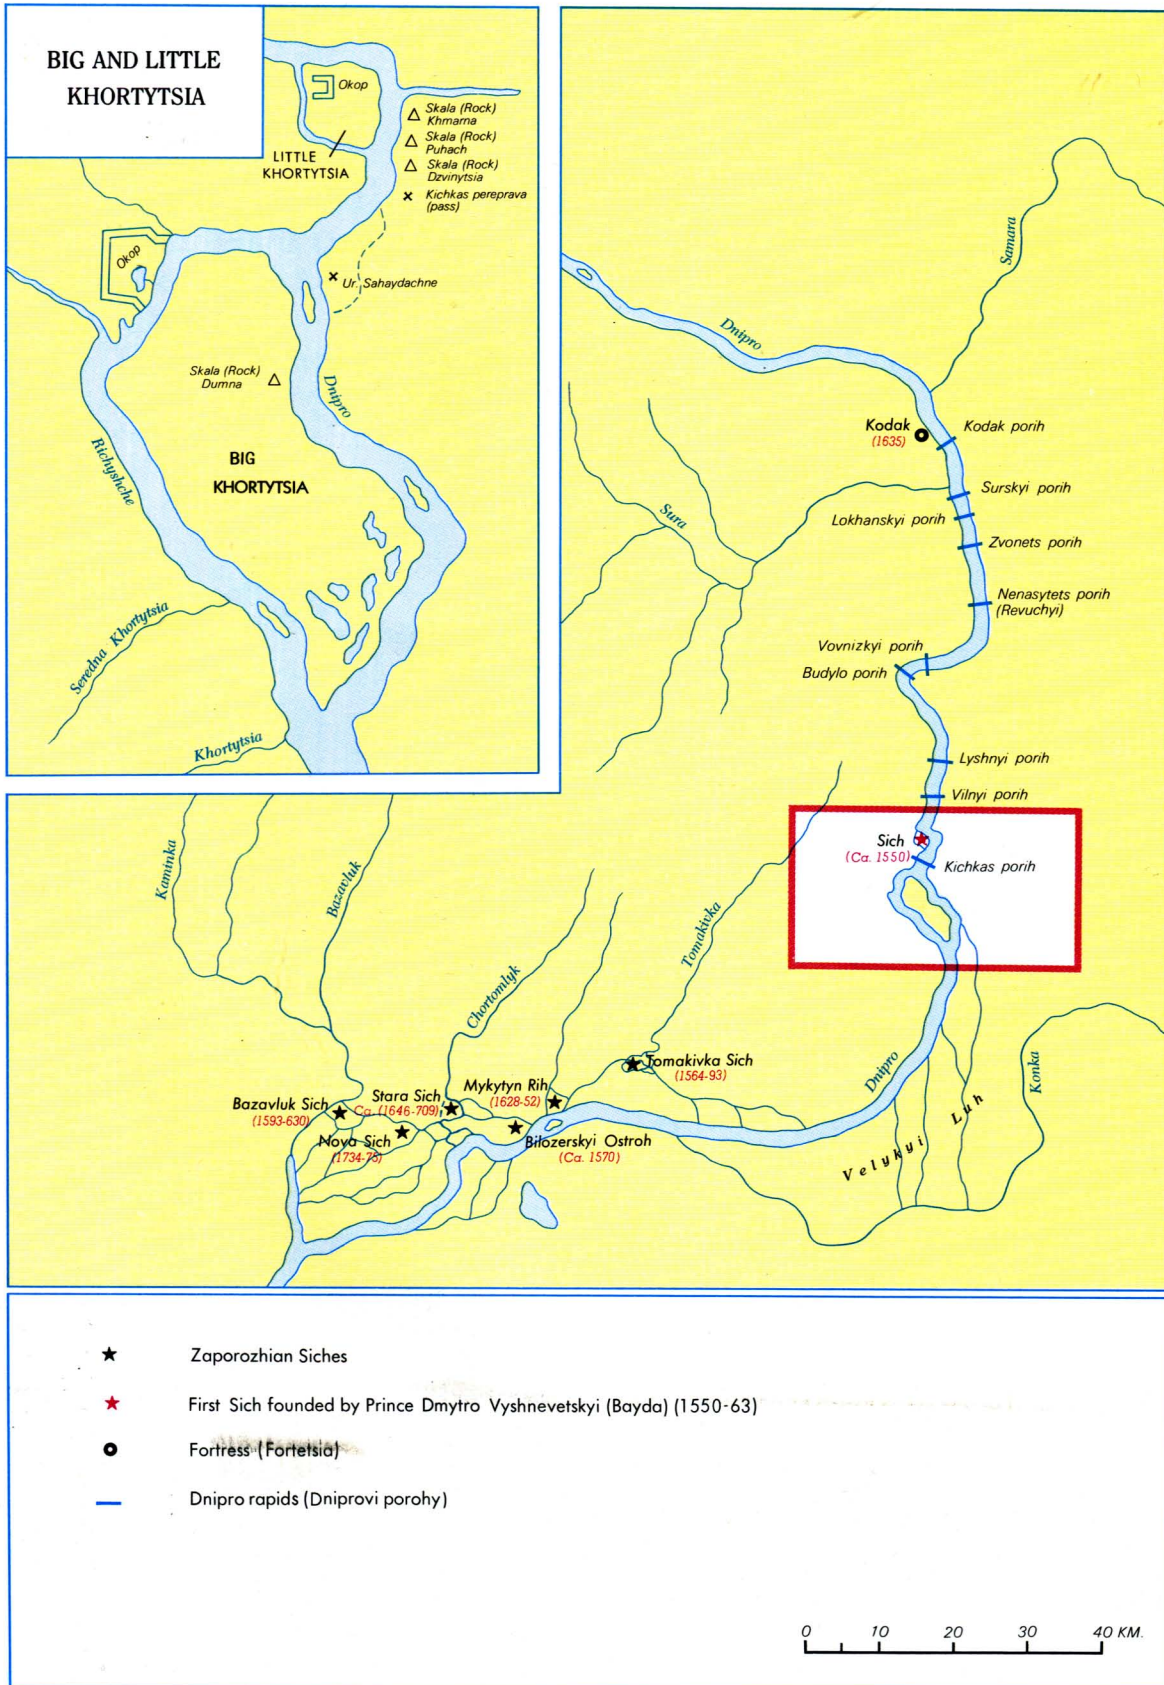 BIG AND LITTLE
KHORTYTSIA
Okop
Skala (Rock)
Khmarna
Skala (Rock)
Puhach
Skala (Rock)
Dzvinytsia
LITTLE
KHORTYTSIA
Kichkas pereprava
(pass)
Okop
Ur. Sahaydachne
Skala (Rock)
Dumna
Dnipro
Richyshche
BIG
KHORTYTSIA
Seredna Khortytsia
Khortytsia
Samara
Dnipro
Kodak
(1635)
Kodak porih
Sura
Surskyi porih
Lokhanskyi porih
Zvonets porih
Nenasytets porih
(Revuchyi)
Vovnizkyi porih
Budylo porih
Lyshnyi porih
Vilnyi porih
Sich
(Ca. 1550)
Kichkas porih
Kaminka
Bazavluk
Chortomlyk
Tomakivka
Tomakivka Sich
(1564-93)
Mykytyn Rih
(1628-52)
Stara Sich
Ca. (1646-709)
Bazavluk Sich
(1593-630)
Nova Sich
(1734-75)
Bilozerskyi Ostroh
(Ca. 1570)
Dnipro
Konka
Velykyi Luh
Zaporozhian Siches
First Sich founded by Prince Dmytro Vyshnevetskyi (Bayda) (1550-63)
Fortress (Fortetsia)
Dnipro rapids (Dniprovi porohy)
0 10 20 30 40 KM.